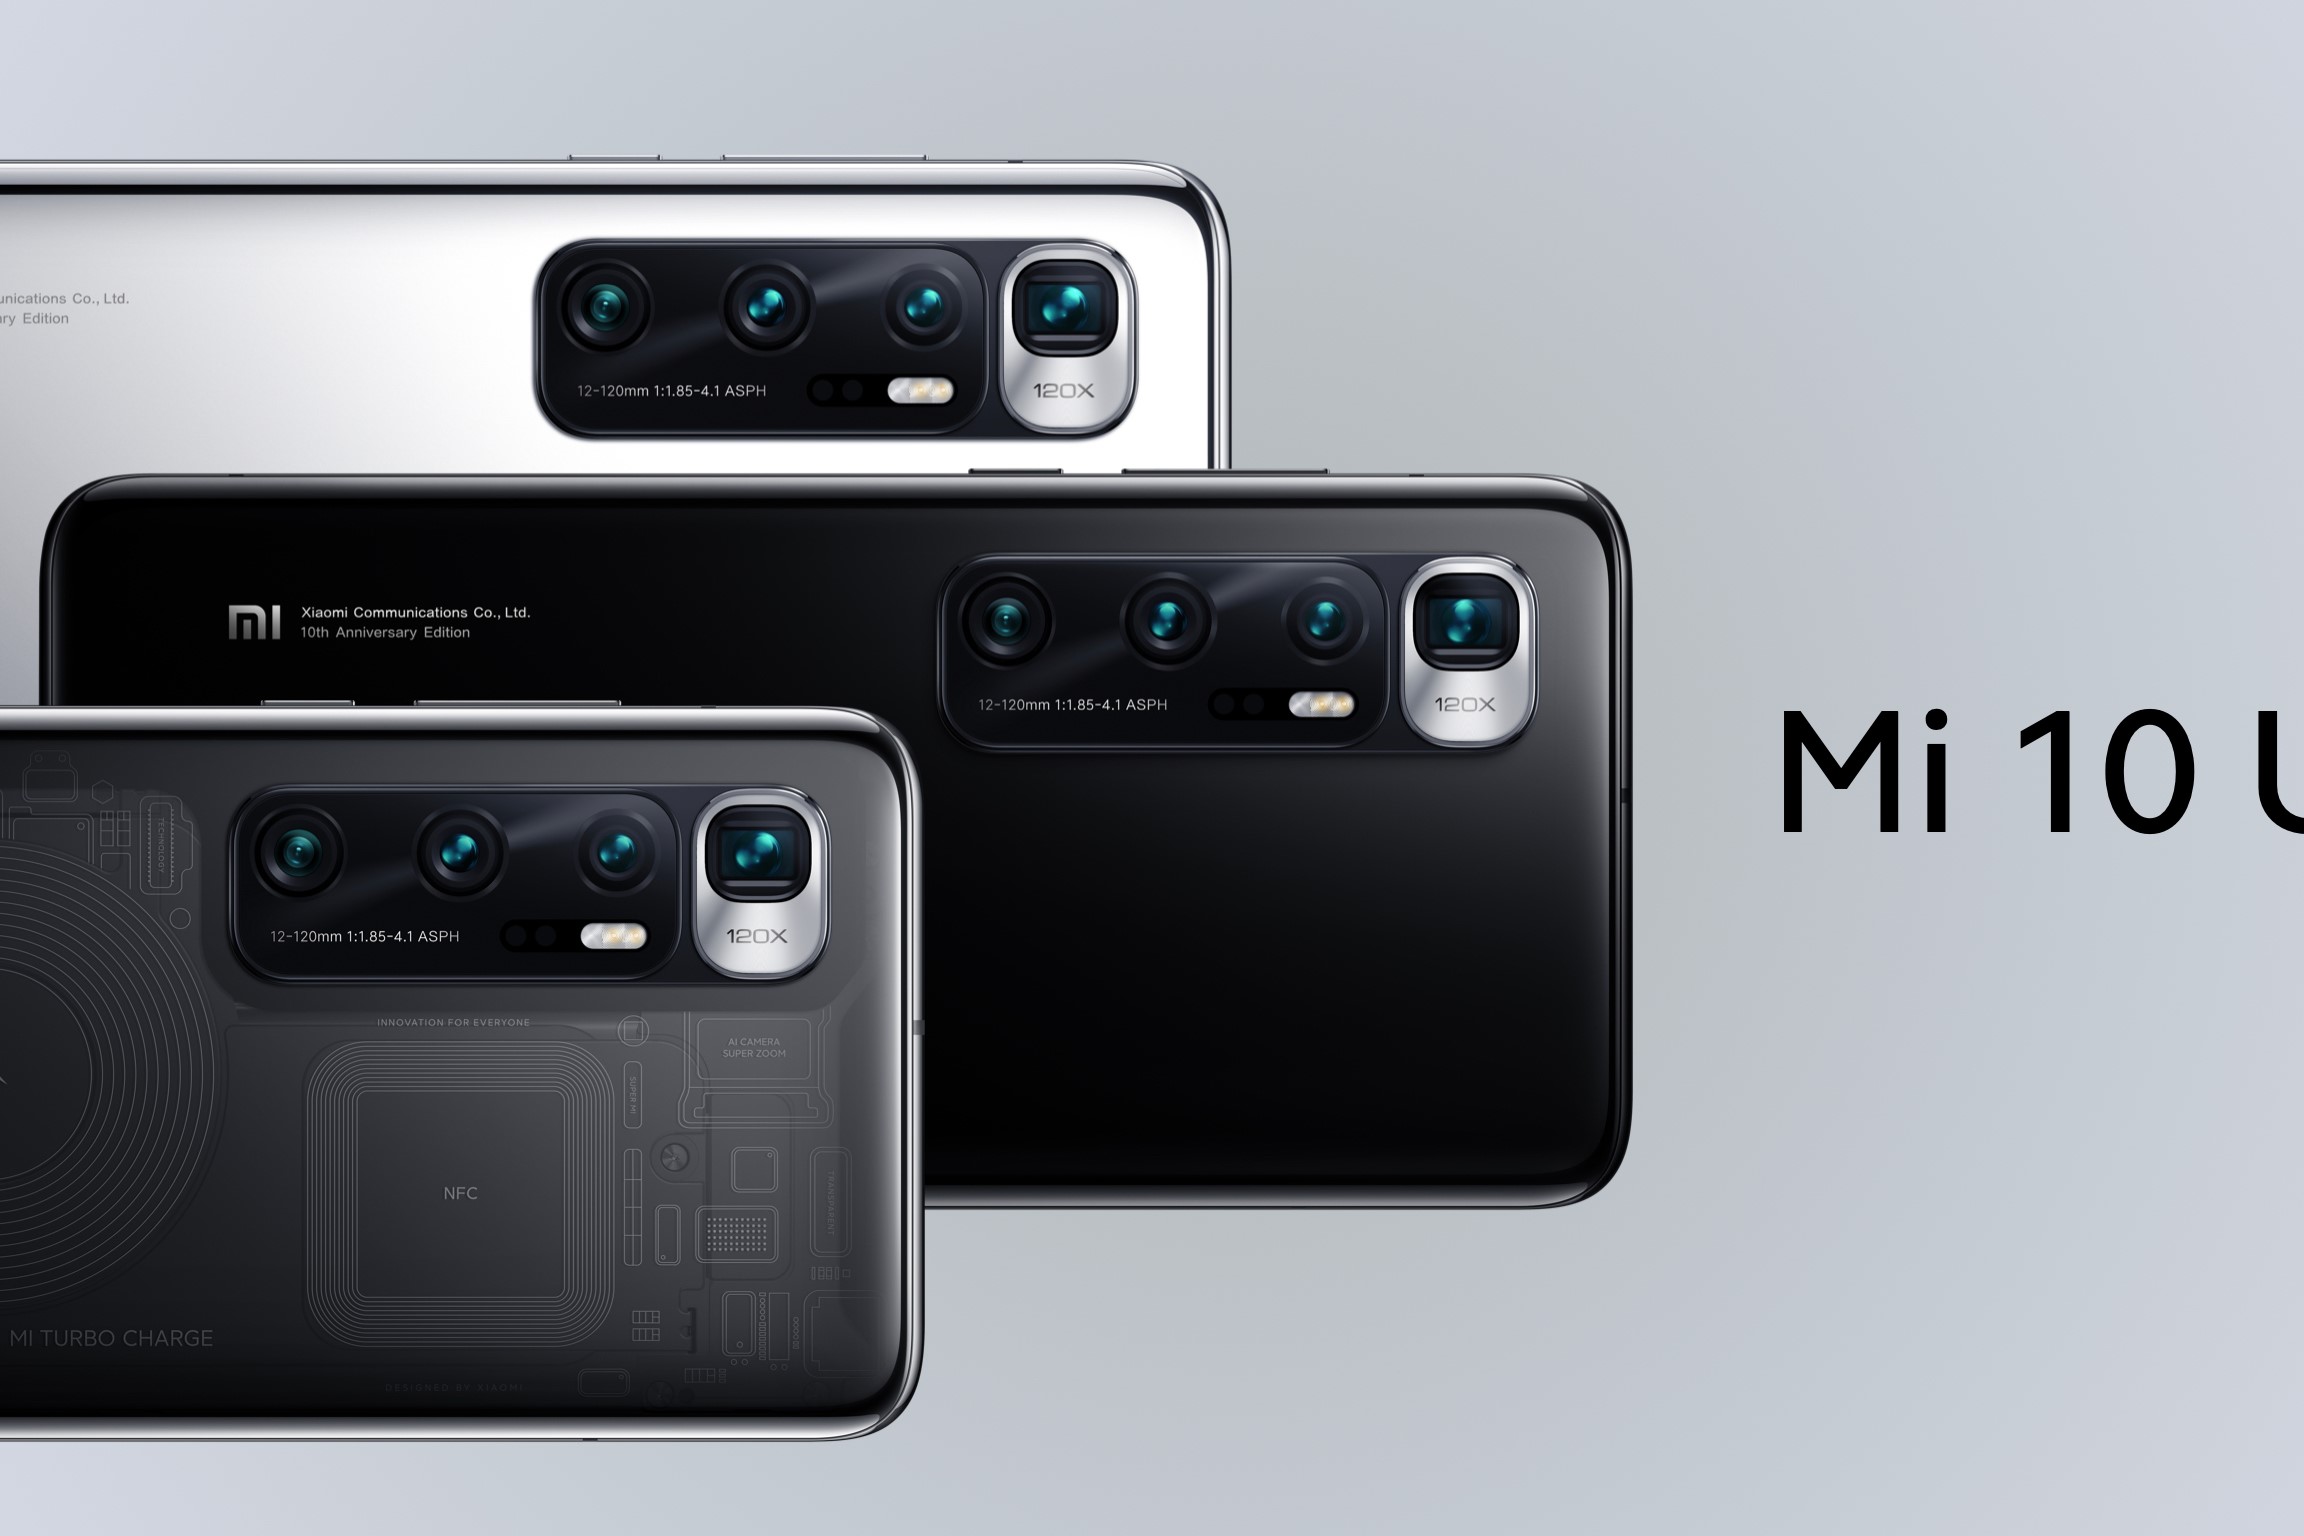 unications Co., Ltd.
ary Edition
12-120mm 1:1.85-4.1 ASPH
120X
MI
Xiaomi Communications Co., Ltd.
10th Anniversary Edition
12-120mm 1:1.85-4.1 ASPH
120X
Mi 10 U
TECHNOLOGY
12-120mm 1:1.85-4.1 ASPH
120X
INNOVATION FOR EVERYONE
AI CAMERA
SUPER ZOOM
SUPER MI
NFC
TRANSPARENT
MI TURBO CHARGE
DESIGNED BY XIAOMI